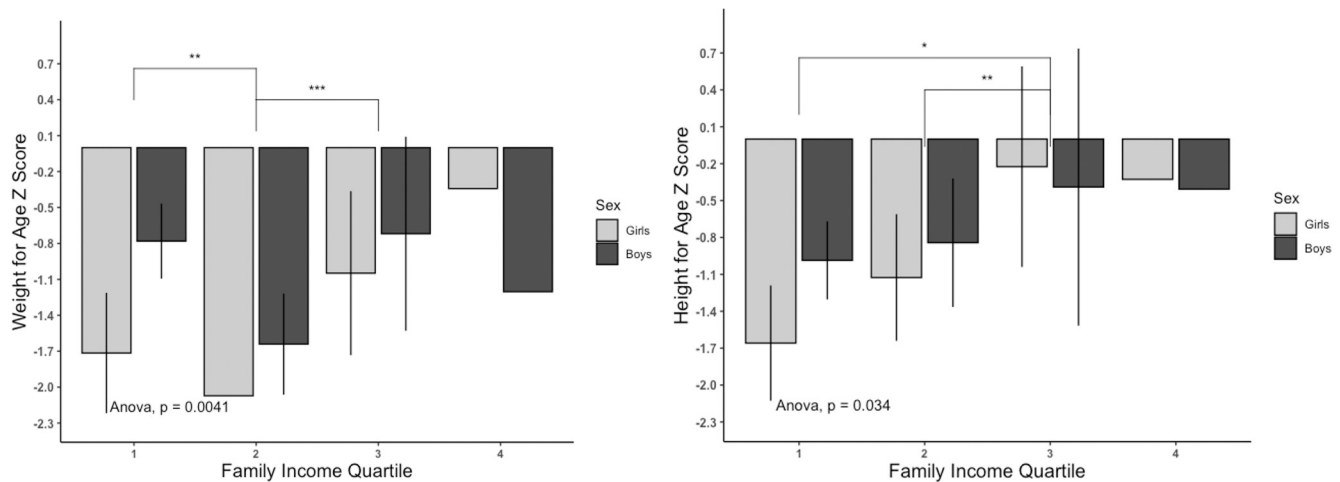 Weight for Age Z Score
0.7
0.4
0.1
-0.2
-0.5
-0.8
-1.1
-1.4
-1.7
-2.0
-2.3
**
***
Anova, p = 0.0041
1 2 3 4
Family Income Quartile
Sex
Girls
Boys
Height for Age Z Score
0.7
0.4
0.1
-0.2
-0.5
-0.8
-1.1
-1.4
-1.7
-2.0
-2.3
*
**
Anova, p = 0.034
1 2 3 4
Family Income Quartile
Sex
Girls
Boys